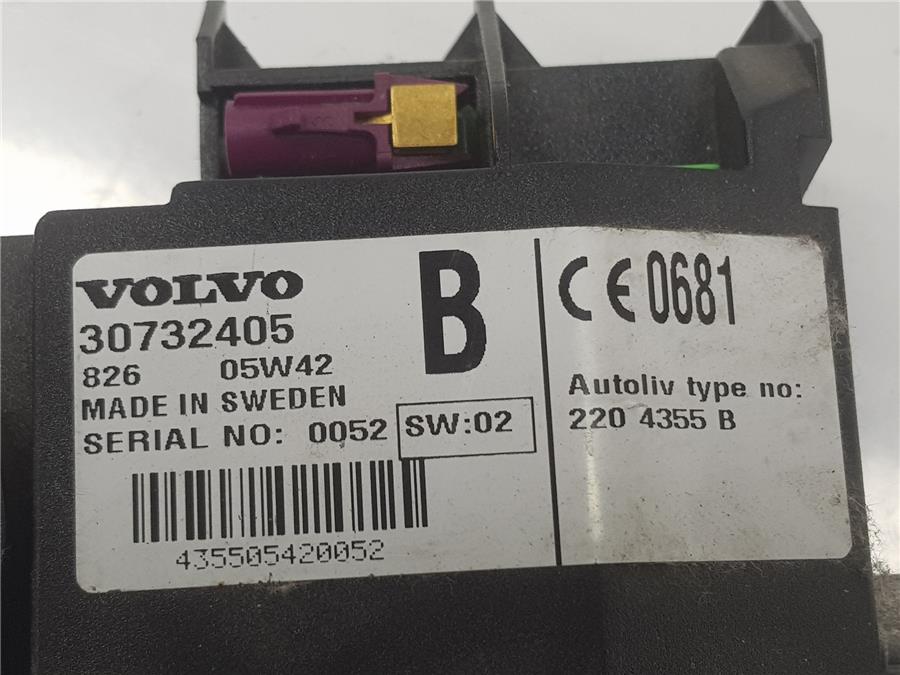 VOLVO
30732405
826 05W42
MADE IN SWEDEN
SERIAL NO: 0052
SW:02
B
435505420052
CE 0681
Autoliv type no:
220 4355 B